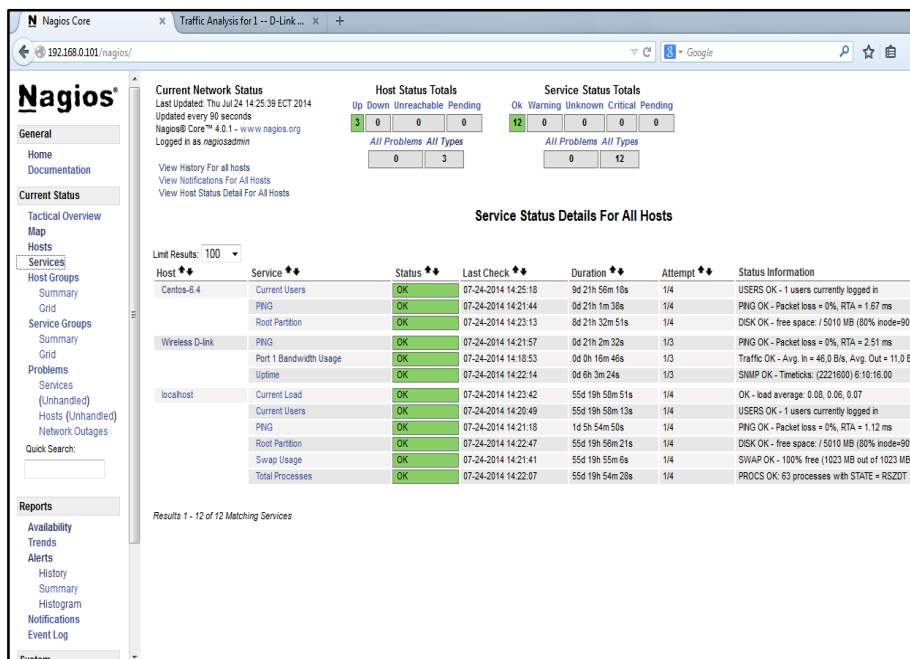 Nagios Core
Traffic Analysis for 1 -- D-Link ...
192.168.0.101/nagios/
Google
Nagios®
General
Home
Documentation
Current Status
Tactical Overview
Map
Hosts
Services
Host Groups
Summary
Grid
Service Groups
Summary
Grid
Problems
Services
(Unhandled)
Hosts (Unhandled)
Network Outages
Quick Search:
Reports
Availability
Trends
Alerts
History
Summary
Histogram
Notifications
Event Log
System
Current Network Status
Last Updated: Thu Jul 24 14:25:39 ECT 2014
Updated every 90 seconds
Nagios® Core™ 4.0.1 - www.nagios.org
Logged in as nagiosadmin
View History For all hosts
View Notifications For All Hosts
View Host Status Detail For All Hosts
Host Status Totals
Up Down Unreachable Pending
3 0 0 0
All Problems All Types
0 3
Service Status Totals
Ok Warning Unknown Critical Pending
12 0 0 0 0
All Problems All Types
0 12
Service Status Details For All Hosts
Limit Results: 100
Host Service Status Last Check Duration Attempt Status Information
Centos-6.4 Current Users OK 07-24-2014 14:25:18 9d 21h 56m 18s 1/4 USERS OK - 1 users currently logged in
PING OK 07-24-2014 14:21:44 0d 21h 1m 38s 1/4 PING OK - Packet loss = 0%, RTA = 1.67 ms
Root Partition OK 07-24-2014 14:23:13 8d 21h 32m 51s 1/4 DISK OK - free space: / 5010 MB (80% inode=90
Wireless D-link PING OK 07-24-2014 14:21:57 0d 21h 2m 32s 1/3 PING OK - Packet loss = 0%, RTA = 2.51 ms
Port 1 Bandwidth Usage OK 07-24-2014 14:18:53 0d 0h 16m 46s 1/3 Traffic OK - Avg. In = 46,0 B/s, Avg. Out = 11,0 B
Uptime OK 07-24-2014 14:22:14 0d 6h 3m 24s 1/3 SNMP OK - Timeticks: (2221600) 6:10:16.00
localhost Current Load OK 07-24-2014 14:23:42 55d 19h 58m 51s 1/4 OK - load average: 0.08, 0.06, 0.07
Current Users OK 07-24-2014 14:20:49 55d 19h 58m 13s 1/4 USERS OK - 1 users currently logged in
PING OK 07-24-2014 14:21:18 1d 5h 54m 50s 1/4 PING OK - Packet loss = 0%, RTA = 1.12 ms
Root Partition OK 07-24-2014 14:22:47 55d 19h 56m 21s 1/4 DISK OK - free space: / 5010 MB (80% inode=90
Swap Usage OK 07-24-2014 14:21:41 55d 19h 55m 6s 1/4 SWAP OK - 100% free (1023 MB out of 1023 MB
Total Processes OK 07-24-2014 14:22:07 55d 19h 54m 28s 1/4 PROCS OK: 63 processes with STATE = RSZDT
Results 1 - 12 of 12 Matching Services